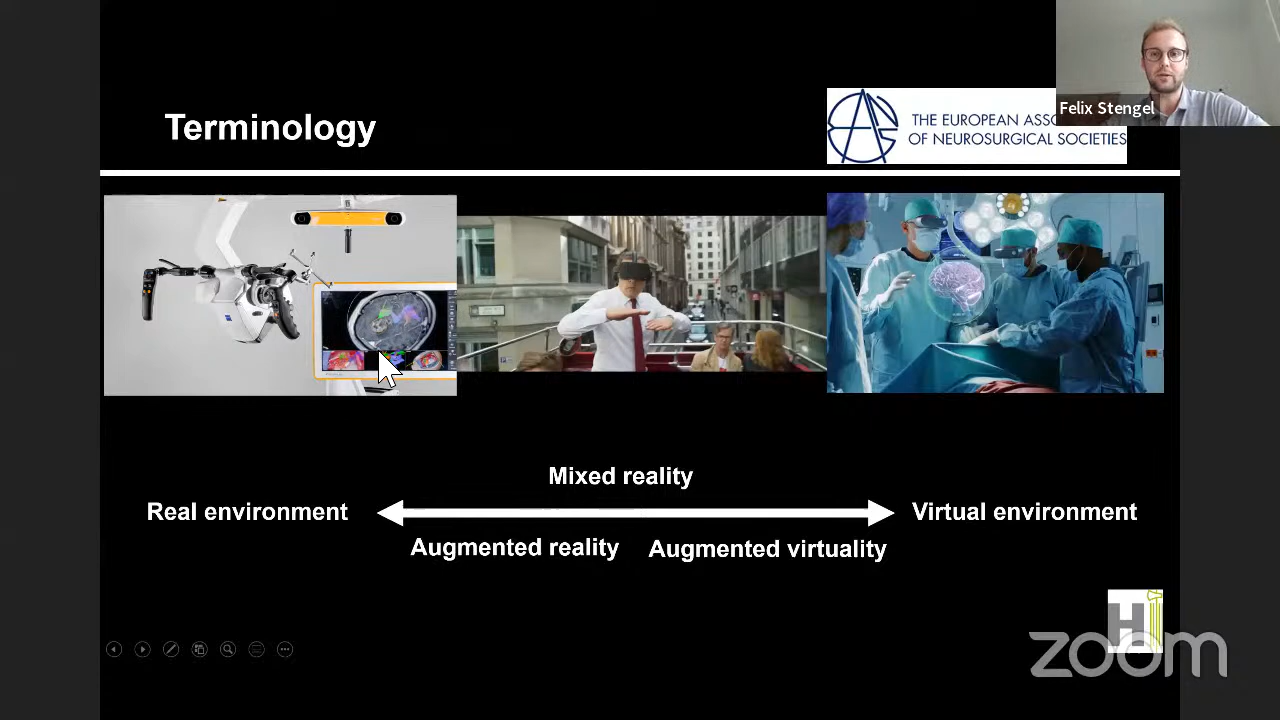 Terminology
THE EUROPEAN ASSO
OF NEUROSURGICAL SOCIETIES
Felix Stengel
Mixed reality
Real environment
Virtual environment
Augmented reality
Augmented virtuality
H
zoom